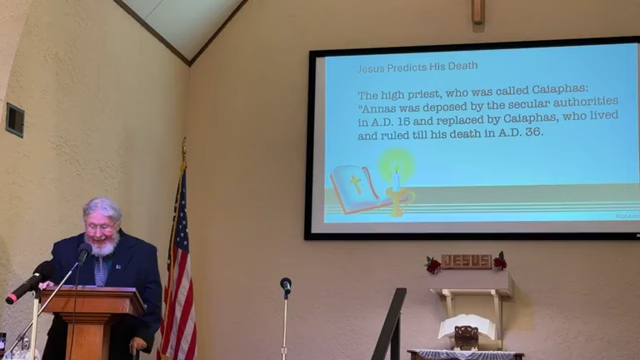 Jesus Predicts His Death
The high priest, who was called Caiaphas:
"Annas was deposed by the secular authorities
in A.D. 15 and replaced by Caiaphas, who lived
and ruled till his death in A.D. 36.
JESUS